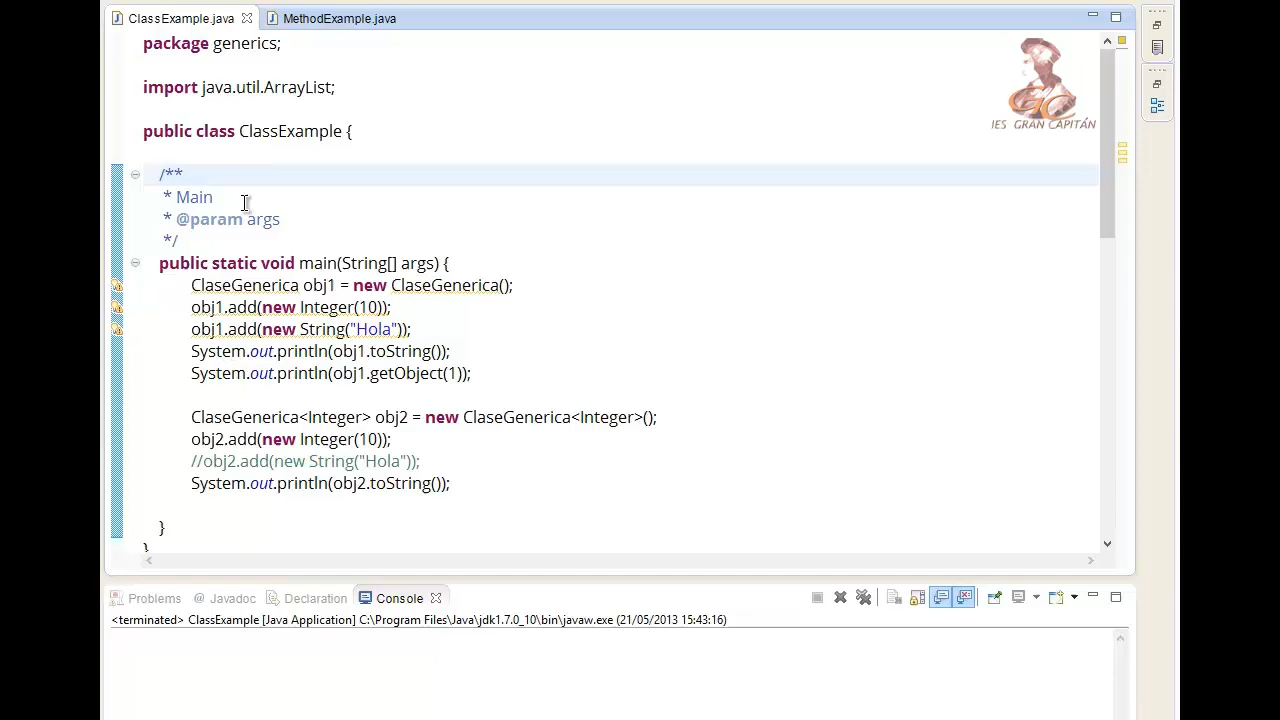 ClassExample.java
MethodExample.java
package generics;
import java.util.ArrayList;
public class ClassExample {
/**
* Main
* @param args
*/
public static void main(String[] args) {
ClaseGenerica obj1 = new ClaseGenerica();
obj1.add(new Integer(10));
obj1.add(new String("Hola"));
System.out.println(obj1.toString());
System.out.println(obj1.getObject(1));
ClaseGenerica<Integer> obj2 = new ClaseGenerica<Integer>();
obj2.add(new Integer(10));
//obj2.add(new String("Hola"));
System.out.println(obj2.toString());
}
}
GC
IES GRAN CAPITÁN
Problems @ Javadoc Declaration Console
<terminated> ClassExample [Java Application] C:\Program Files\Java\jdk1.7.0_10\bin\javaw.exe (21/05/2013 15:43:16)